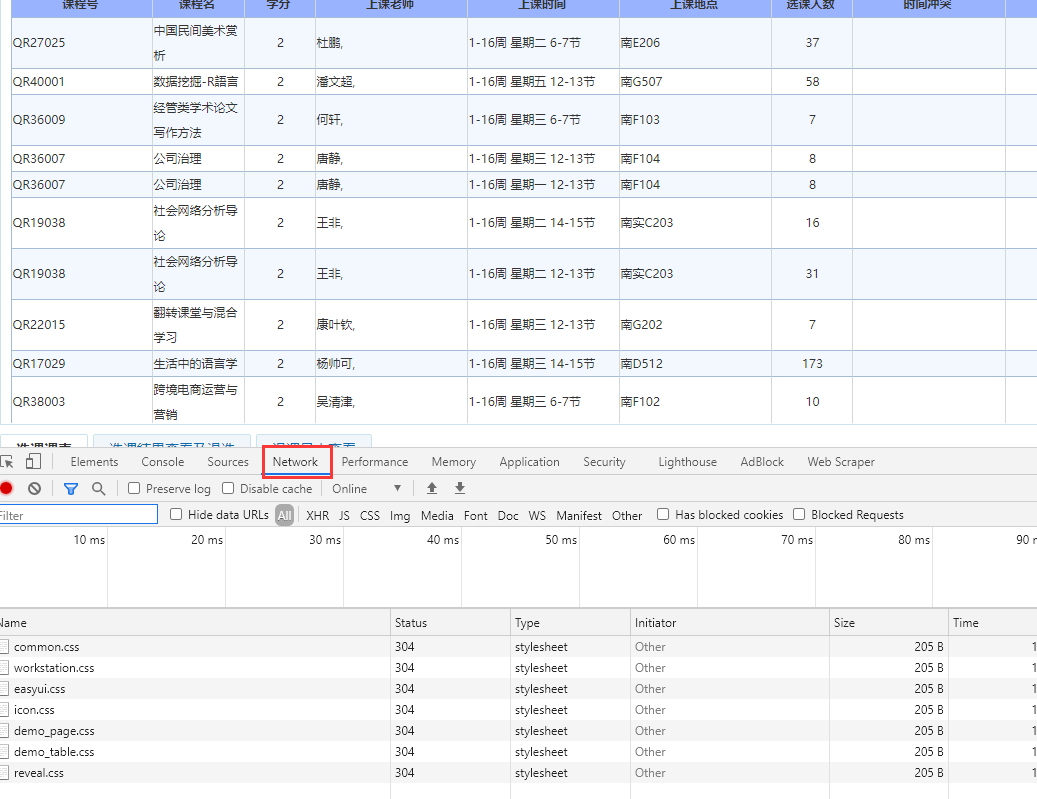 课程号 课程名 学分 上课老师 上课时间 上课地点 选课人数 时间冲突
QR27025 中国民间美术赏析 2 杜鹏, 1-16周 星期二 6-7节 南E206 37
QR40001 数据挖掘-R語言 2 潘文超, 1-16周 星期五 12-13节 南G507 58
QR36009 经管类学术论文写作方法 2 何轩, 1-16周 星期三 6-7节 南F103 7
QR36007 公司治理 2 唐静, 1-16周 星期三 12-13节 南F104 8
QR36007 公司治理 2 唐静, 1-16周 星期一 12-13节 南F104 8
QR19038 社会网络分析导论 2 王非, 1-16周 星期二 14-15节 南实C203 16
QR19038 社会网络分析导论 2 王非, 1-16周 星期二 12-13节 南实C203 31
QR22015 翻转课堂与混合学习 2 康叶钦, 1-16周 星期三 12-13节 南G202 7
QR17029 生活中的语言学 2 杨帅可, 1-16周 星期三 14-15节 南D512 173
QR38003 跨境电商运营与营销 2 吴清津, 1-16周 星期三 6-7节 南F102 10
Elements Console Sources Network Performance Memory Application Security Lighthouse AdBlock Web Scraper
Preserve log Disable cache Online
Filter Hide data URLs All XHR JS CSS Img Media Font Doc WS Manifest Other Has blocked cookies Blocked Requests
10 ms 20 ms 30 ms 40 ms 50 ms 60 ms 70 ms 80 ms 90
Name Status Type Initiator Size Time
common.css 304 stylesheet Other 205 B 1
workstation.css 304 stylesheet Other 205 B 1
easyui.css 304 stylesheet Other 205 B 1
icon.css 304 stylesheet Other 205 B 1
demo_page.css 304 stylesheet Other 205 B 1
demo_table.css 304 stylesheet Other 205 B 1
reveal.css 304 stylesheet Other 205 B 1